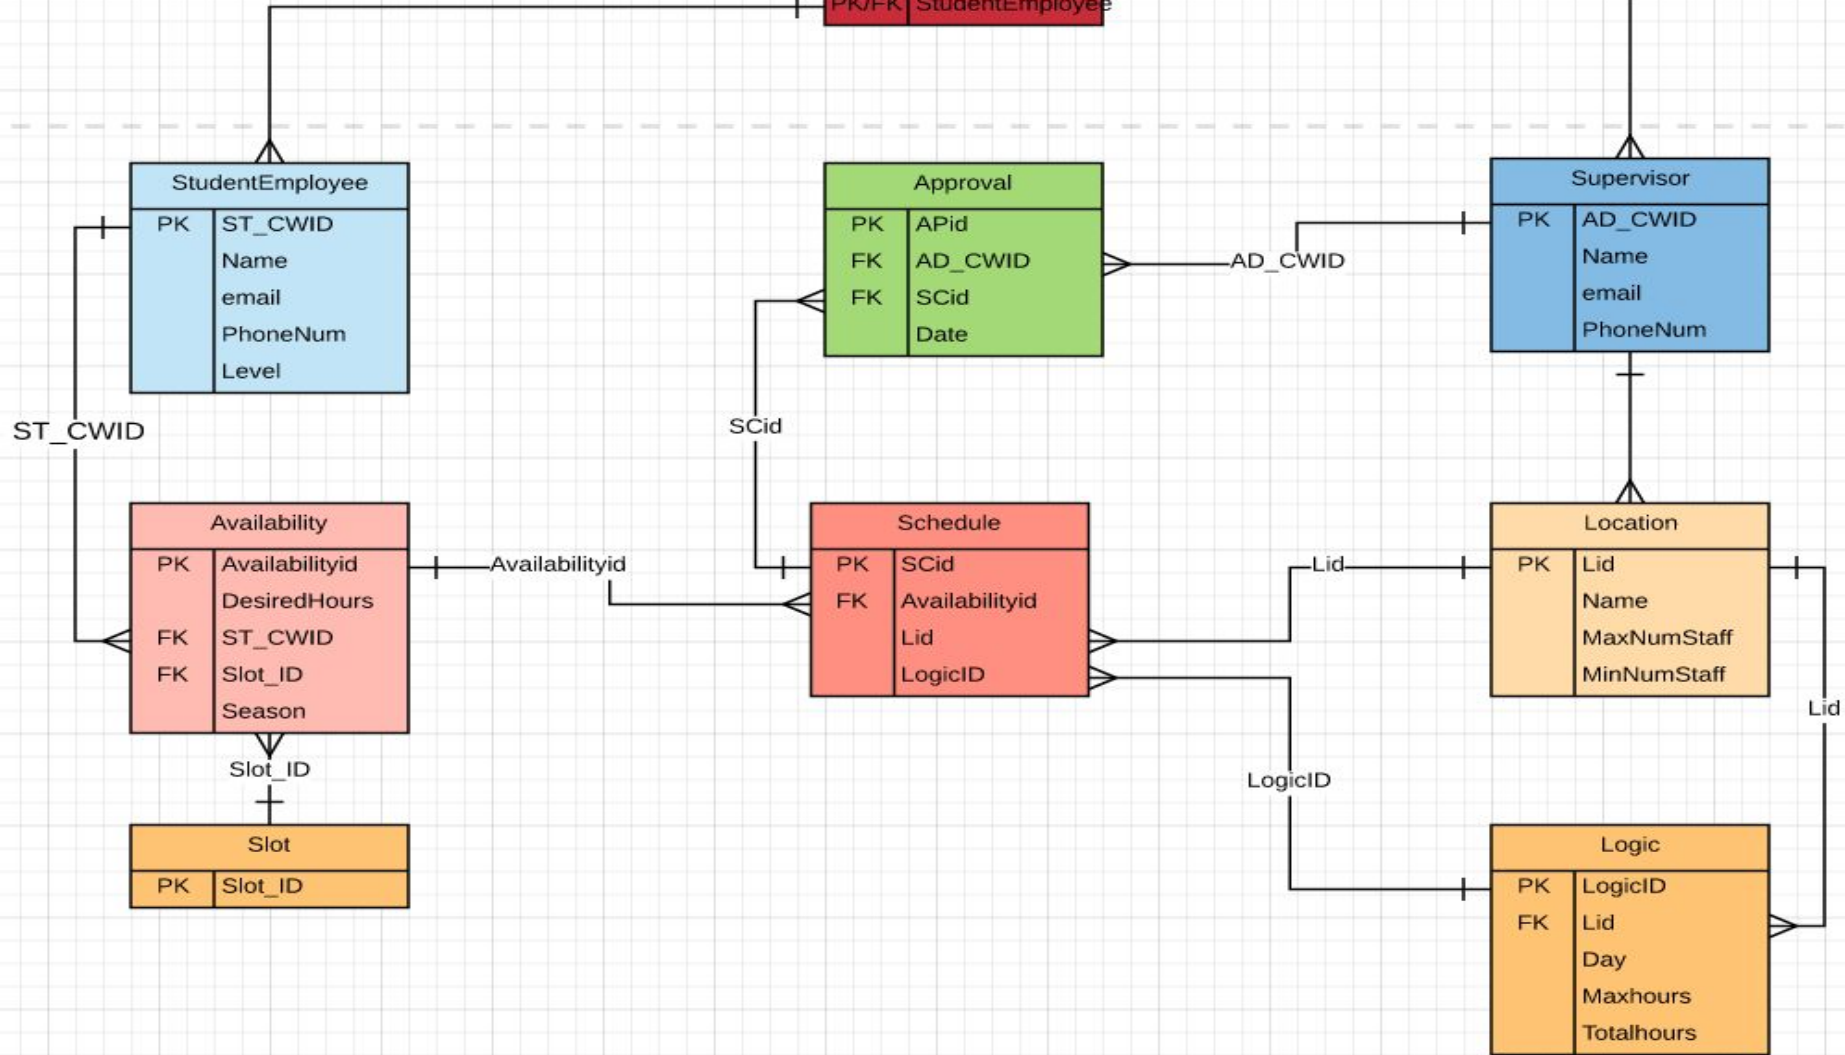 PK/FK StudentEmployee
StudentEmployee
PK ST_CWID
Name
email
PhoneNum
Level
Approval
PK APid
FK AD_CWID
FK SCid
Date
Supervisor
PK AD_CWID
Name
email
PhoneNum
AD_CWID
ST_CWID
SCid
Availability
PK Availabilityid
DesiredHours
FK ST_CWID
FK Slot_ID
Season
Availabilityid
Schedule
PK SCid
FK Availabilityid
Lid
LogicID
Lid
Location
PK Lid
Name
MaxNumStaff
MinNumStaff
Lid
Slot_ID
LogicID
Slot
PK Slot_ID
Logic
PK LogicID
FK Lid
Day
Maxhours
Totalhours